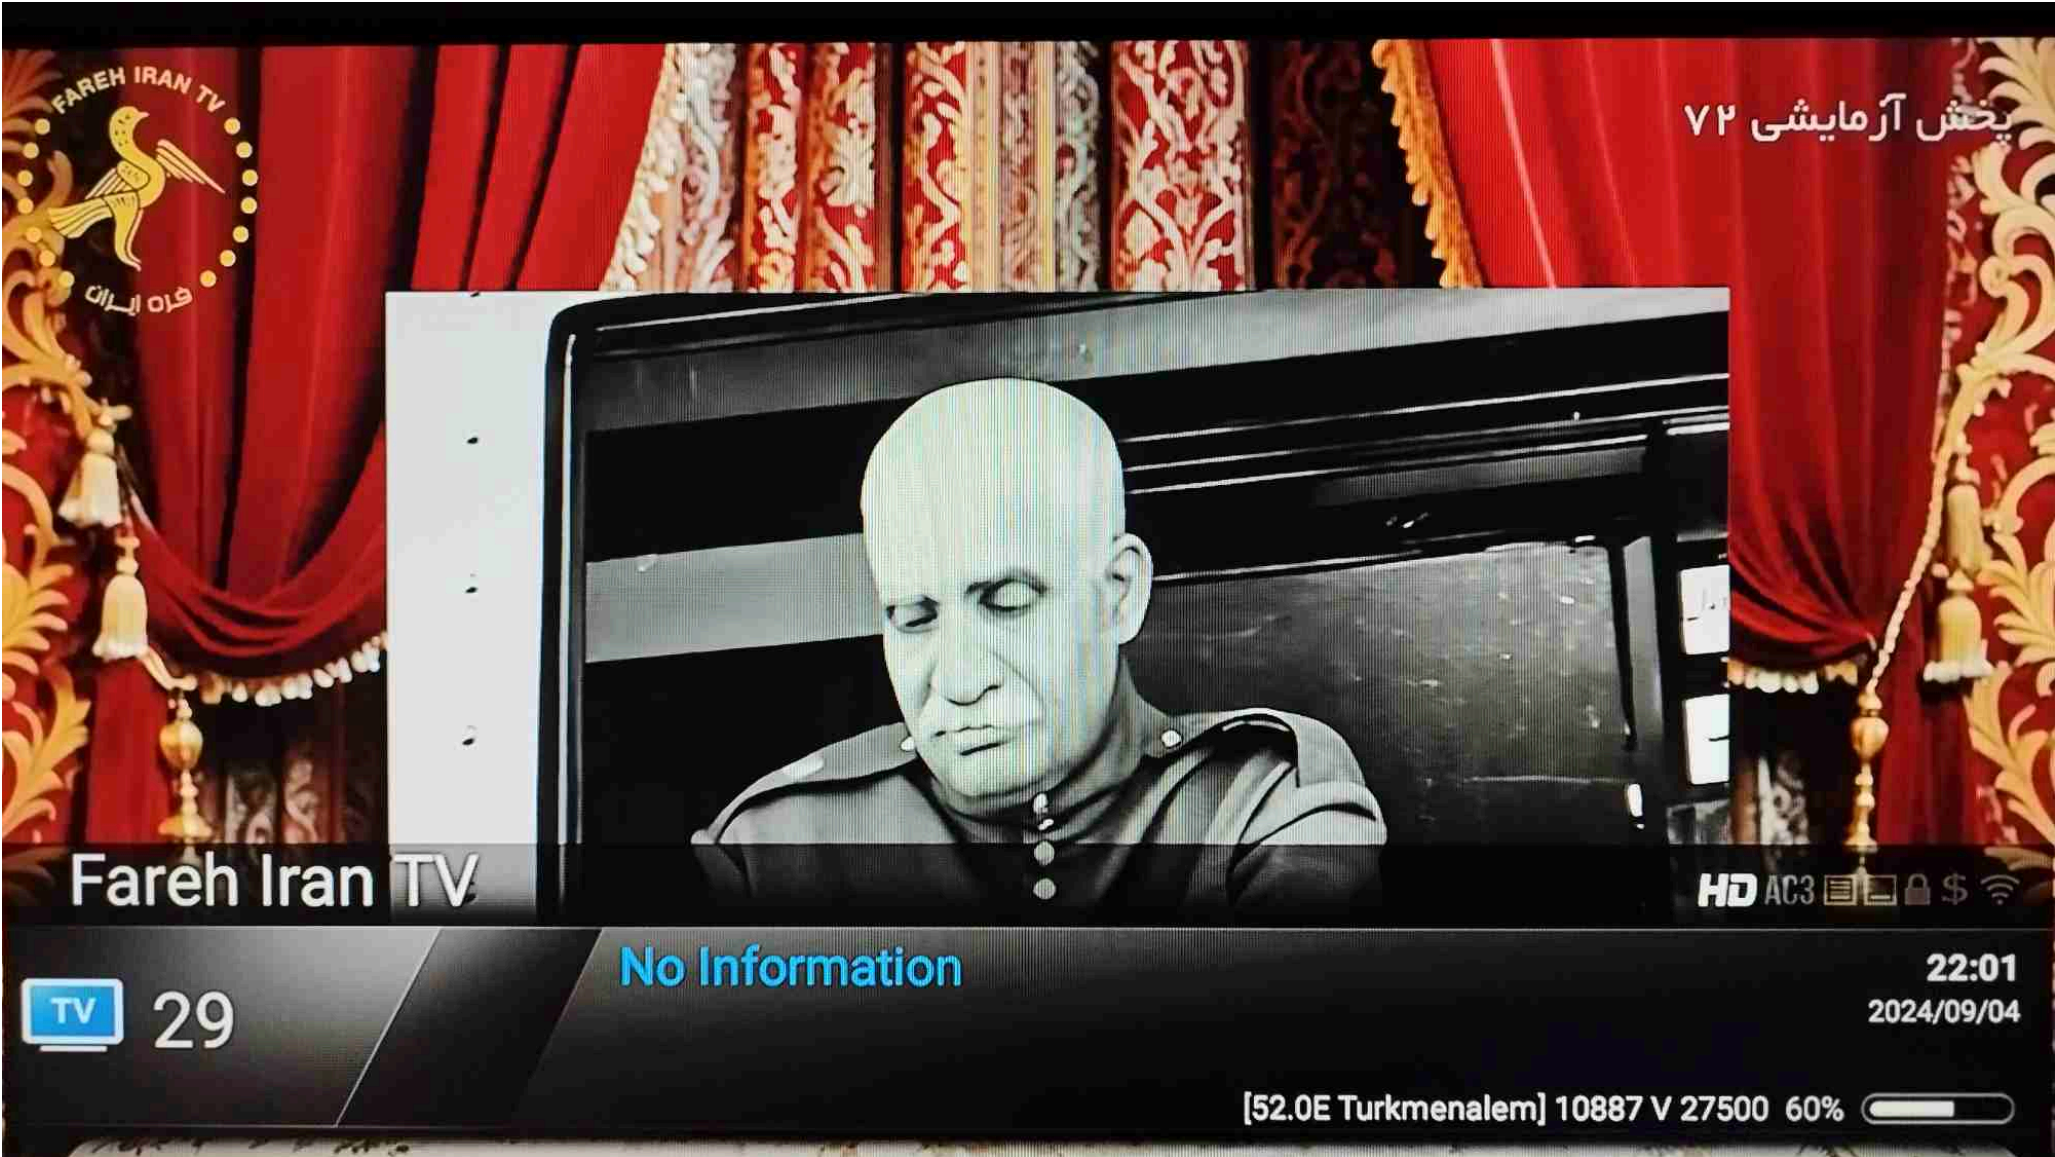 FAREH IRAN TV
فراه ایران
پخش آزمایشی ۷۲
Fareh Iran TV
HD AC3 $
TV 29
No Information
22:01
2024/09/04
[52.0E Turkmenalem] 10887 V 27500 60%